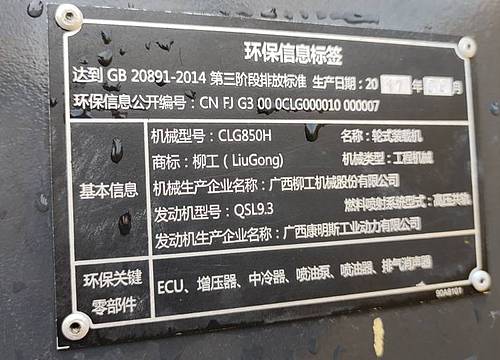 环保信息标签
达到 GB 20891-2014 第三阶段排放标准 生产日期：20 年 月
环保信息公开编号：CN FJ G3 00 0CLG000010 000007
基本信息
机械型号：CLG850H 名称：轮式装载机
商标：柳工（LiuGong） 机械类型：工程机械
机械生产企业名称：广西柳工机械股份有限公司
发动机型号：QSL9.3 燃料喷射系统型式：高压共轨
发动机生产企业名称：广西康明斯工业动力有限公司
环保关键
零部件
ECU、增压器、中冷器、喷油泵、喷油器、排气消声器
90A8101